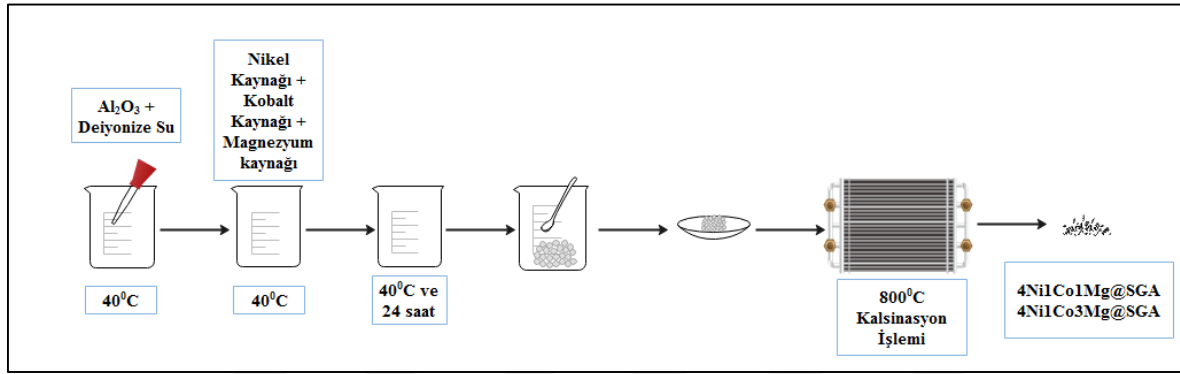 Al₂O₃ +
Deiyonize Su
Nikel
Kaynağı +
Kobalt
Kaynağı +
Magnezyum
kaynağı
40⁰C
40⁰C
40⁰C ve
24 saat
800⁰C
Kalsinasyon
İşlemi
4Ni1Co1Mg@SGA
4Ni1Co3Mg@SGA